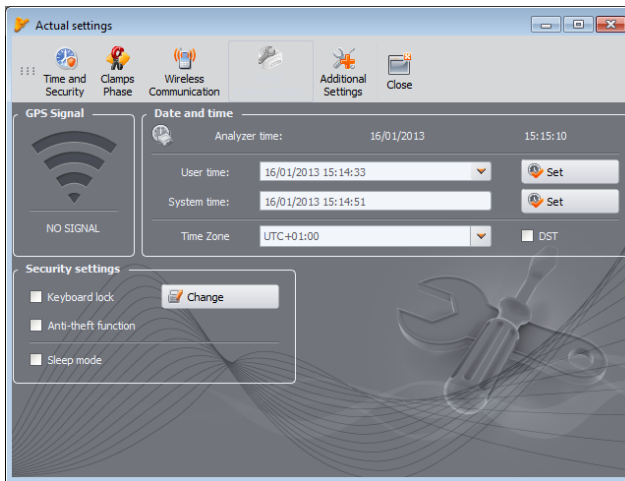 Actual settings
Time and Security
Clamps Phase
Wireless Communication
Additional Settings
Close
GPS Signal
NO SIGNAL
Date and time
Analyzer time: 16/01/2013 15:15:10
User time: 16/01/2013 15:14:33 Set
System time: 16/01/2013 15:14:51 Set
Time Zone UTC+01:00 DST
Security settings
Keyboard lock Change
Anti-theft function
Sleep mode